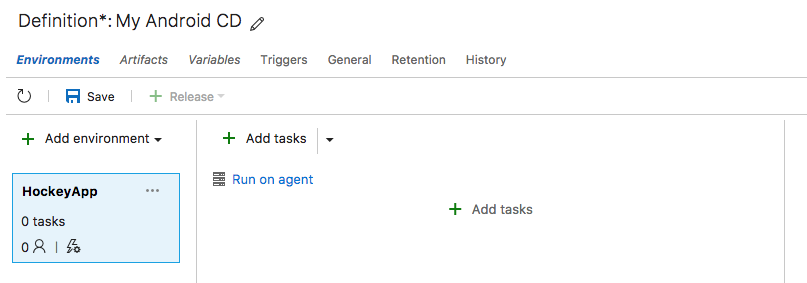 Definition*: My Android CD
Environments Artifacts Variables Triggers General Retention History
Save Release
Add environment Add tasks
HockeyApp ...
Run on agent
Add tasks
0 tasks
0